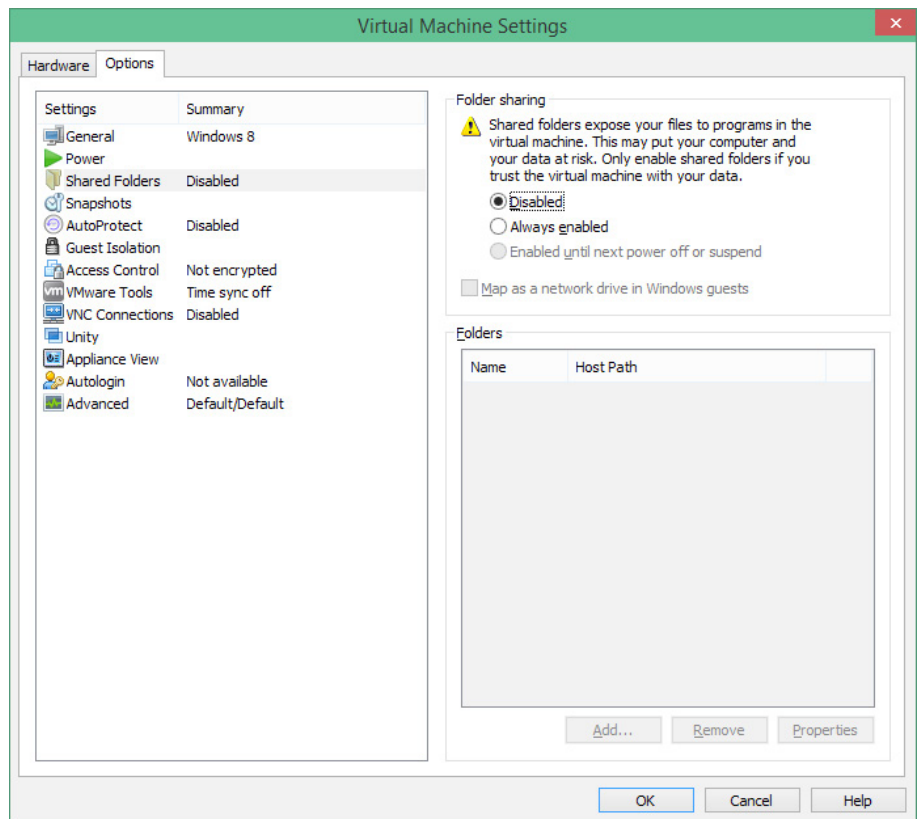 Virtual Machine Settings
Hardware Options
Settings Summary
General Windows 8
Power
Shared Folders Disabled
Snapshots
AutoProtect Disabled
Guest Isolation
Access Control Not encrypted
vm VMware Tools Time sync off
VNC Connections Disabled
Unity
Appliance View
Autologin Not available
Advanced Default/Default
Folder sharing
Shared folders expose your files to programs in the
virtual machine. This may put your computer and
your data at risk. Only enable shared folders if you
trust the virtual machine with your data.
Disabled
Always enabled
Enabled until next power off or suspend
Map as a network drive in Windows guests
Folders
Name Host Path
Add... Remove Properties
OK Cancel Help